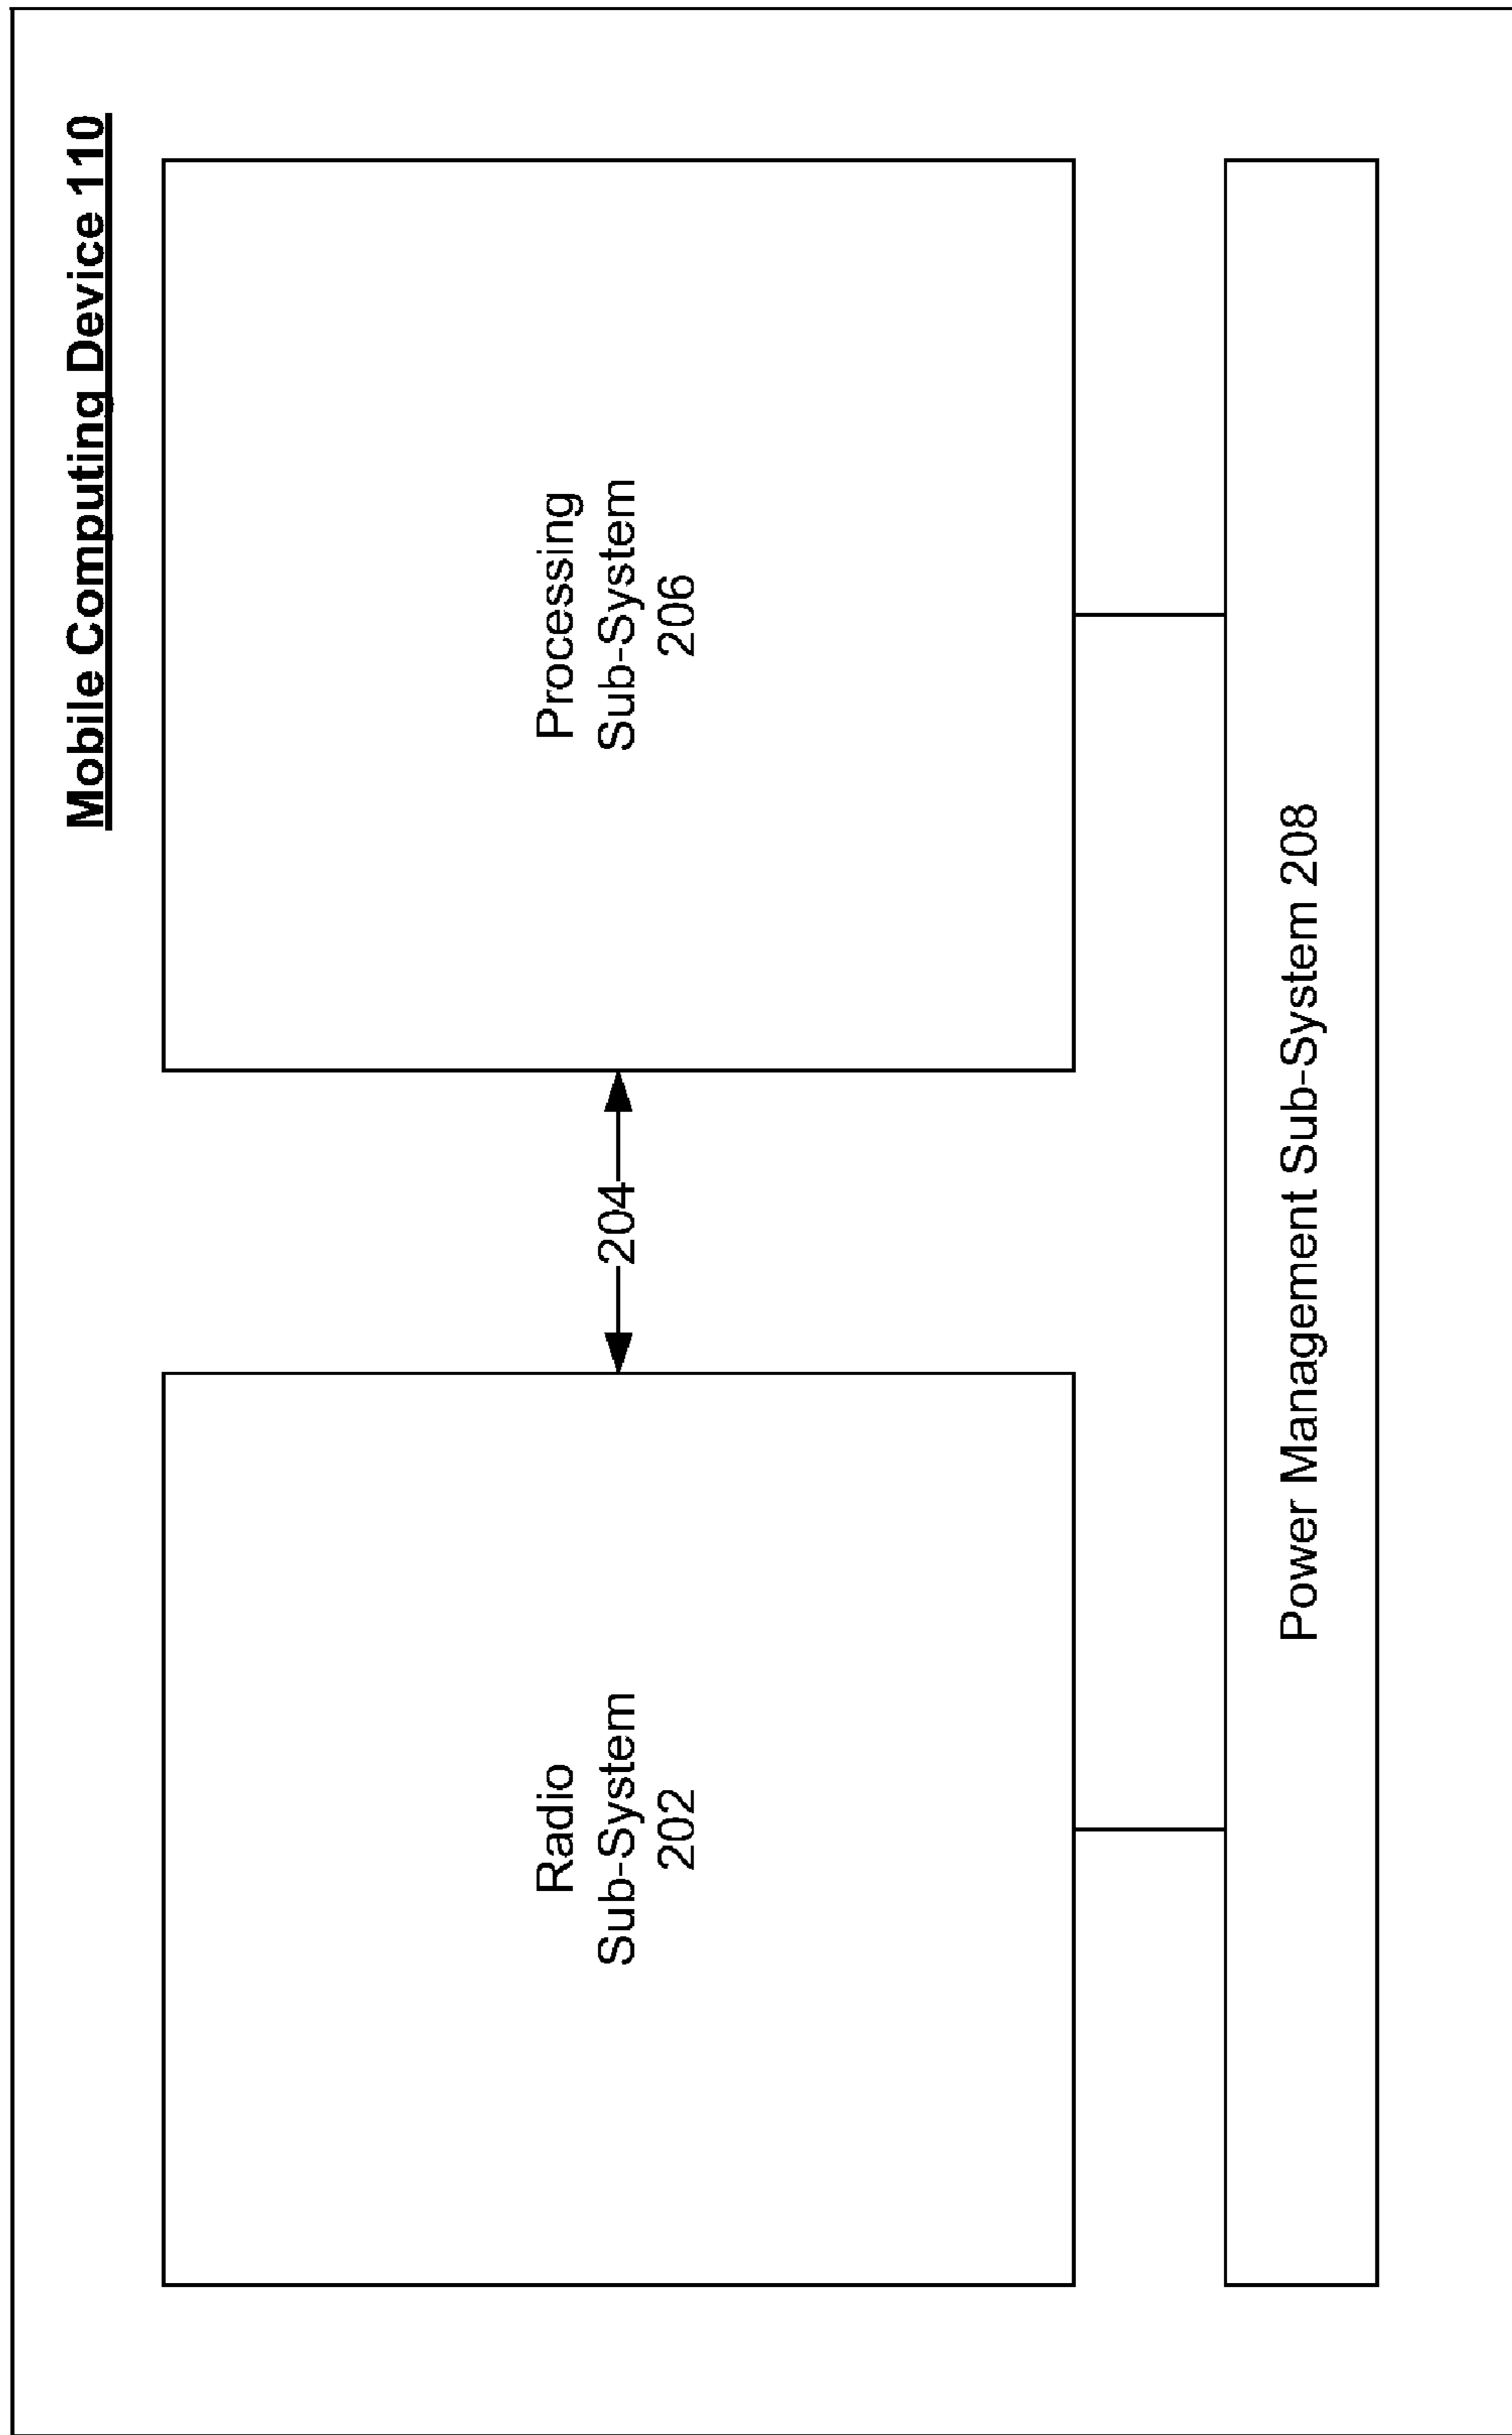 Mobile Computing Device 110
Radio
Sub-System
202
204
Processing
Sub-System
206
Power Management Sub-System 208